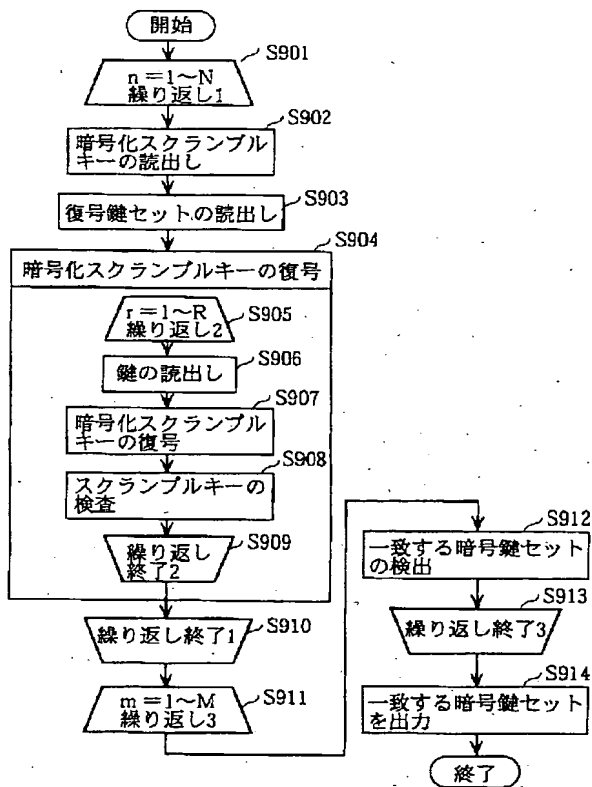 開始
S901
n=1~N
繰り返し1
S902
暗号化スクランブル
キーの読出し
S903
復号鍵セットの読出し
S904
暗号化スクランブルキーの復号
S905
r=1~R
繰り返し2
S906
鍵の読出し
S907
暗号化スクランブル
キーの復号
S908
スクランブルキーの
検査
S909
繰り返し
終了2
S910
繰り返し終了1
S911
m=1~M
繰り返し3
S912
一致する暗号鍵セット
の検出
S913
繰り返し終了3
S914
一致する暗号鍵セット
を出力
終了